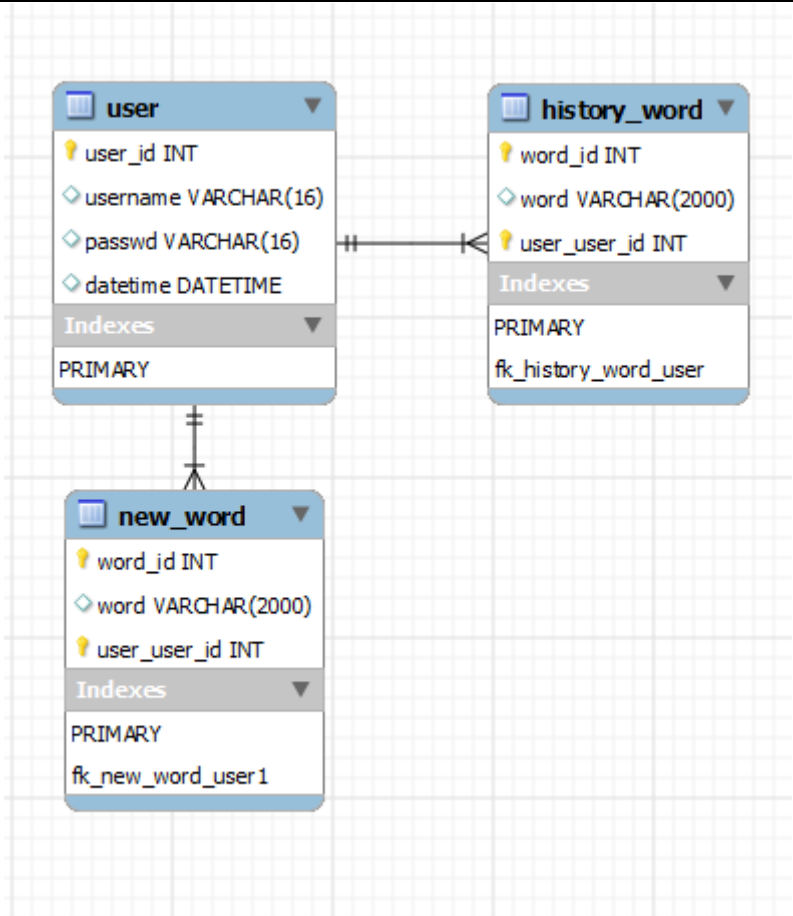 user
user_id INT
username VARCHAR(16)
passwd VARCHAR(16)
datetime DATETIME
Indexes
PRIMARY
history_word
word_id INT
word VARCHAR(2000)
user_user_id INT
Indexes
PRIMARY
fk_history_word_user
new_word
word_id INT
word VARCHAR(2000)
user_user_id INT
Indexes
PRIMARY
fk_new_word_user1